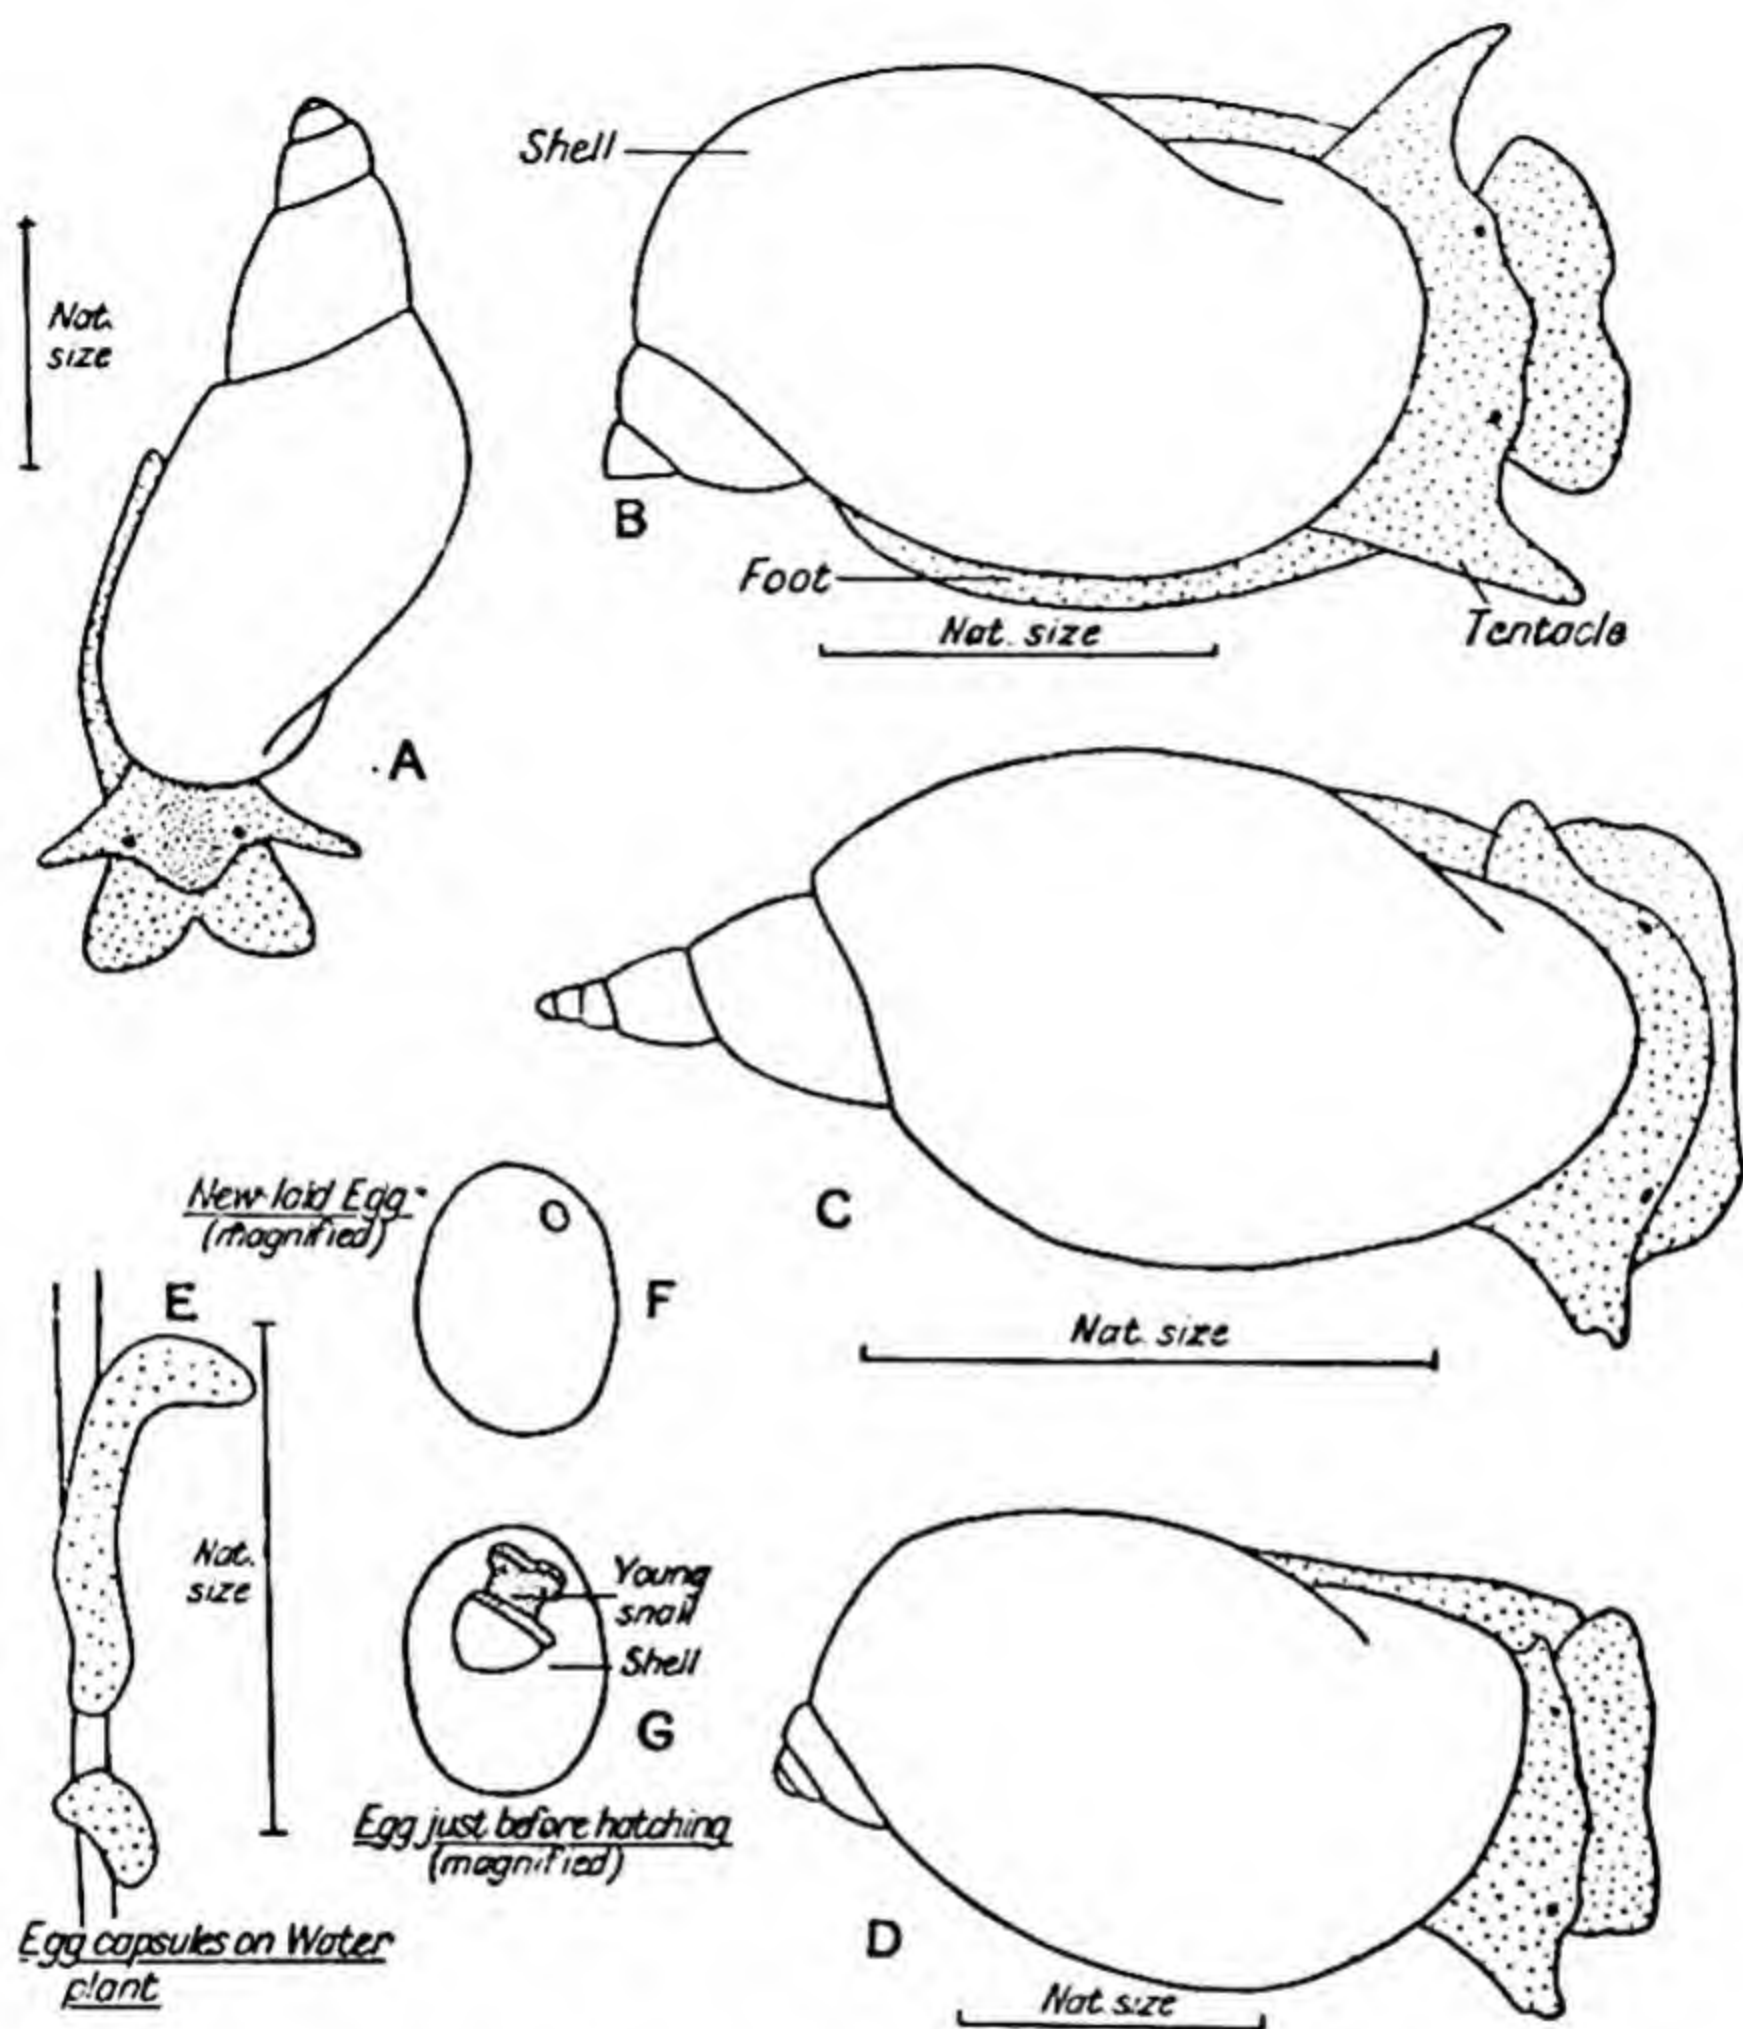 Shell
Nat.
size
B
Foot
Nat. size
Tentacle
A
C
Nat. size
New-laid Egg
(magnified)
F
E
Nat.
size
Young
snail
Shell
G
Egg just before hatching
(magnified)
Egg capsules on Water
plant
D
Nat. size